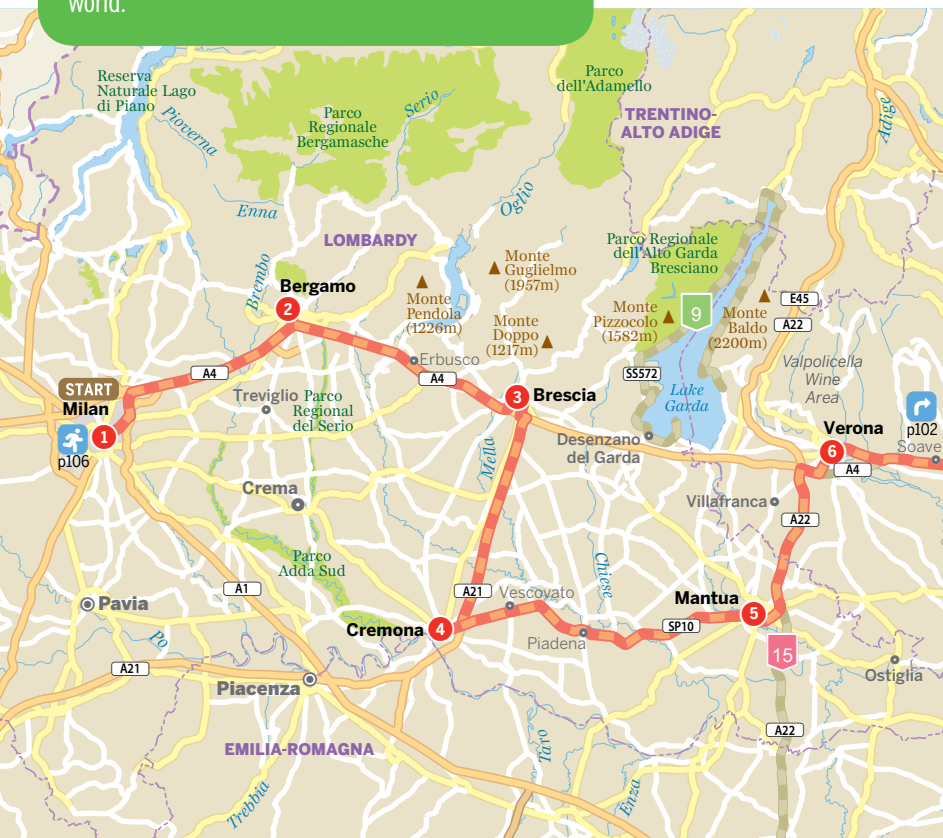 world.
Reserva
Naturale Lago
di Piano
Pioverna
Parco
Regionale
Bergamasche
Serio
Parco
dell'Adamello
TRENTINO-
ALTO ADIGE
Adige
Enna
Oglio
LOMBARDY
Brembo
Bergamo
2
Monte
Pendola
(1226m)
Monte
Guglielmo
(1957m)
Monte
Doppo
(1217m)
Parco Regionale
dell'Alto Garda
Bresciano
Monte
Pizzocolo
(1582m)
9
Monte
Baldo
(2200m)
E45
A22
Valpolicella
Wine
Area
A4
Erbusco
A4
SS572
Lake
Garda
START
Milan
1
p106
Treviglio
Parco
Regional
del Serio
3
Brescia
Desenzano
del Garda
Verona
6
A4
p102
Soave
Mella
Crema
Villafranca
A22
Parco
Adda Sud
Chiese
A1
A21
Vescovato
Mantua
5
Pavia
Po
Cremona
4
Piadena
SP10
15
A21
Piacenza
Ostiglia
EMILIA-ROMAGNA
Taro
A22
Trebbia
Enza